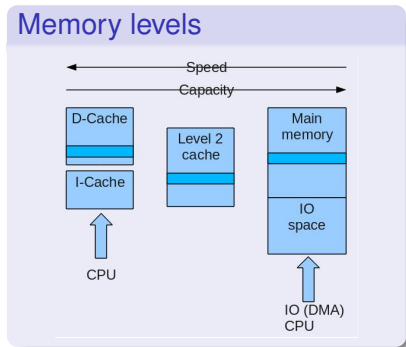 Memory levels
Speed
Capacity
D-Cache
I-Cache
CPU
Level 2
cache
Main
memory
IO
space
IO (DMA)
CPU